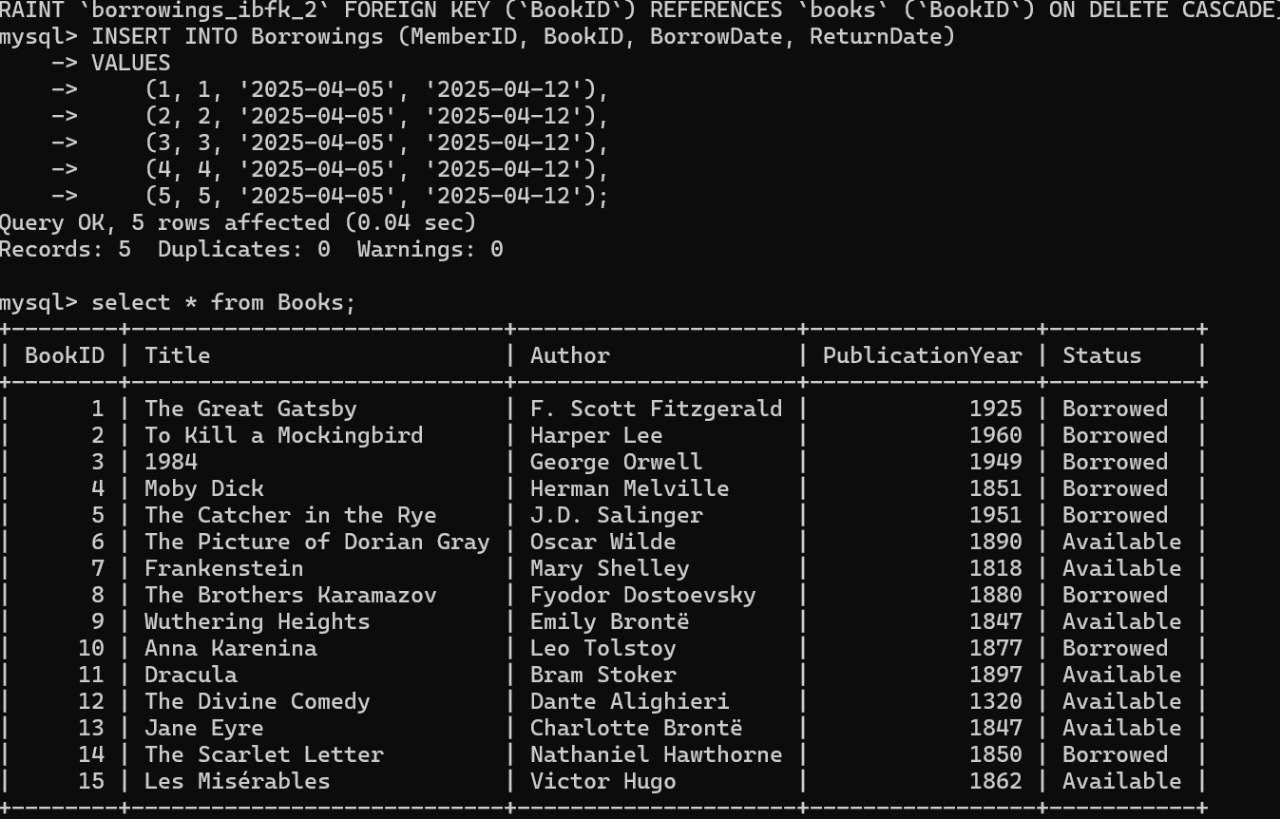 RAINT `borrowings_ibfk_2` FOREIGN KEY (`BookID`) REFERENCES `books` (`BookID`) ON DELETE CASCADE
mysql> INSERT INTO Borrowings (MemberID, BookID, BorrowDate, ReturnDate)
    -> VALUES
    ->     (1, 1, '2025-04-05', '2025-04-12'),
    ->     (2, 2, '2025-04-05', '2025-04-12'),
    ->     (3, 3, '2025-04-05', '2025-04-12'),
    ->     (4, 4, '2025-04-05', '2025-04-12'),
    ->     (5, 5, '2025-04-05', '2025-04-12');
Query OK, 5 rows affected (0.04 sec)
Records: 5  Duplicates: 0  Warnings: 0
mysql> select * from Books;
+--------+----------------------------+---------------------+-----------------+-----------+
| BookID | Title                      | Author              | PublicationYear | Status    |
+--------+----------------------------+---------------------+-----------------+-----------+
|      1 | The Great Gatsby           | F. Scott Fitzgerald |            1925 | Borrowed  |
|      2 | To Kill a Mockingbird      | Harper Lee          |            1960 | Borrowed  |
|      3 | 1984                       | George Orwell       |            1949 | Borrowed  |
|      4 | Moby Dick                  | Herman Melville     |            1851 | Borrowed  |
|      5 | The Catcher in the Rye     | J.D. Salinger       |            1951 | Borrowed  |
|      6 | The Picture of Dorian Gray | Oscar Wilde         |            1890 | Available |
|      7 | Frankenstein               | Mary Shelley        |            1818 | Available |
|      8 | The Brothers Karamazov     | Fyodor Dostoevsky   |            1880 | Borrowed  |
|      9 | Wuthering Heights          | Emily Brontë        |            1847 | Available |
|     10 | Anna Karenina              | Leo Tolstoy         |            1877 | Borrowed  |
|     11 | Dracula                    | Bram Stoker         |            1897 | Available |
|     12 | The Divine Comedy          | Dante Alighieri     |            1320 | Available |
|     13 | Jane Eyre                  | Charlotte Brontë    |            1847 | Available |
|     14 | The Scarlet Letter         | Nathaniel Hawthorne |            1850 | Borrowed  |
|     15 | Les Misérables             | Victor Hugo         |            1862 | Available |
+--------+----------------------------+---------------------+-----------------+-----------+